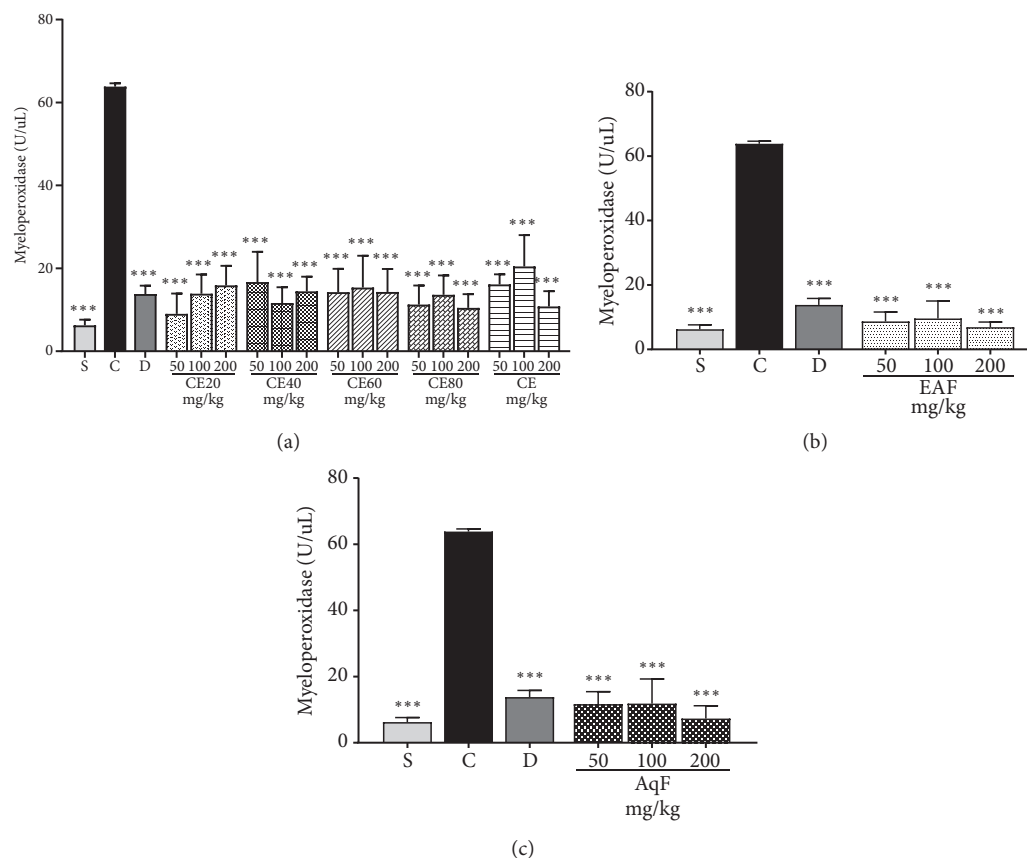 80
60
40
20
0
Myeloperoxidase (U/uL)
*** *** *** *** *** *** *** *** *** *** *** *** *** *** *** *** ***
S C D 50 100 200 50 100 200 50 100 200 50 100 200 50 100 200
CE20 CE40 CE60 CE80 CE
mg/kg mg/kg mg/kg mg/kg mg/kg
(a)
80
60
40
20
0
Myeloperoxidase (U/uL)
*** *** *** *** ***
S C D 50 100 200
EAF
mg/kg
(b)
80
60
40
20
0
Myeloperoxidase (U/uL)
*** *** *** *** ***
S C D 50 100 200
AqF
mg/kg
(c)